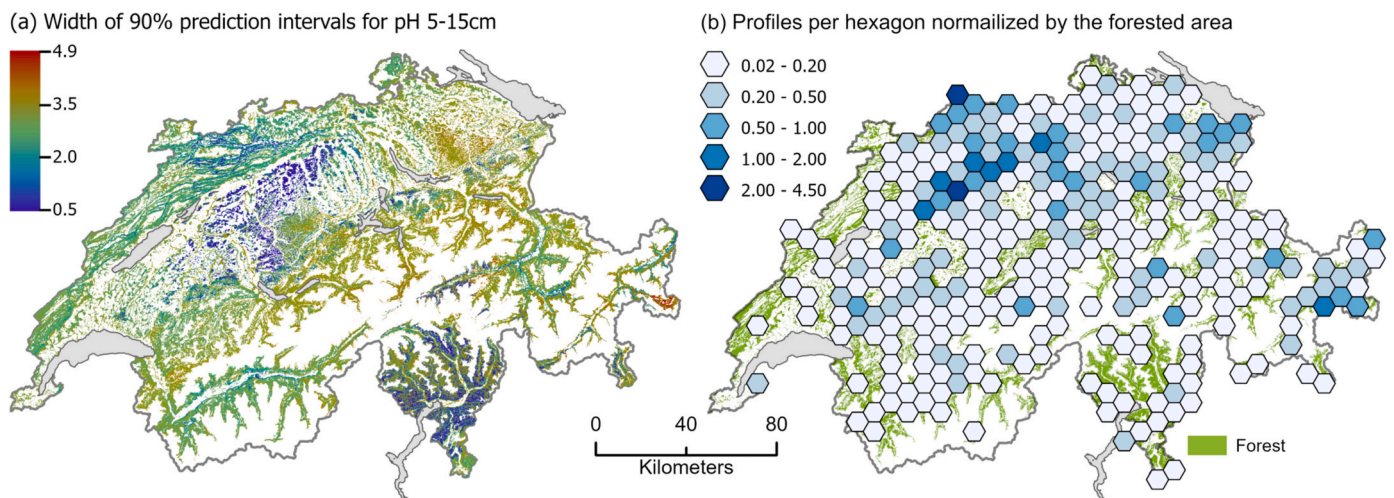 (a) Width of 90% prediction intervals for pH 5-15cm
4.9
3.5
2.0
0.5
(b) Profiles per hexagon normailized by the forested area
0.02 - 0.20
0.20 - 0.50
0.50 - 1.00
1.00 - 2.00
2.00 - 4.50
0 40 80
Kilometers
Forest